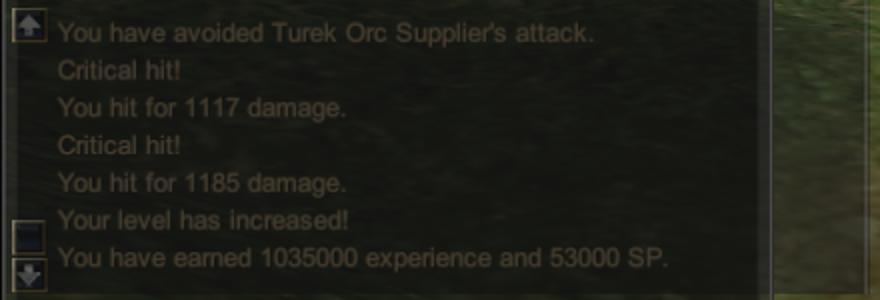 You have avoided Turek Orc Supplier's attack.
Critical hit!
You hit for 1117 damage.
Critical hit!
You hit for 1185 damage.
Your level has increased!
You have earned 1035000 experience and 53000 SP.